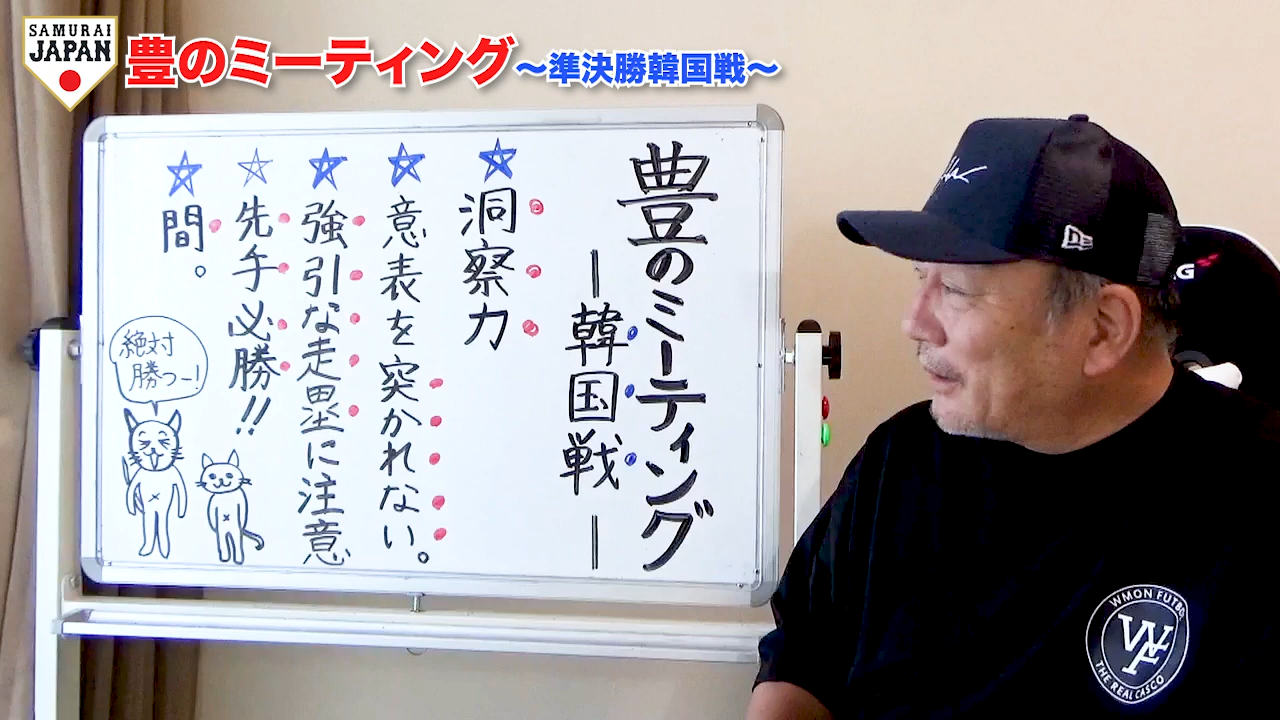 SAMURAI
JAPAN
豊のミーティング
～準決勝韓国戦～
豊のミーティング
ー韓国戦ー
☆洞察力
☆意表を突かれない。
☆強引な走塁に注意
☆先手必勝!!
☆間。
絶対
勝つー!
G
WMON FUTBOL
WF
THE REAL CASCO